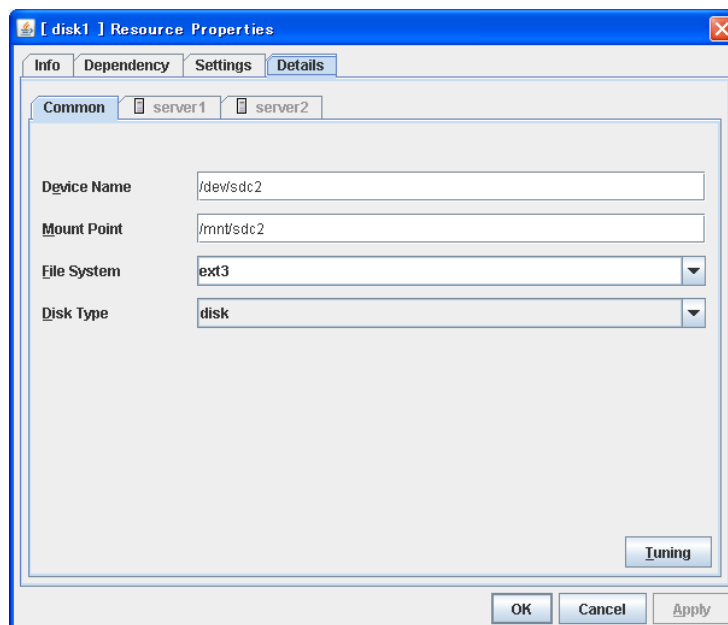 [ disk1 ] Resource Properties
Info Dependency Settings Details
Common server1 server2
Device Name /dev/sdc2
Mount Point /mnt/sdc2
File System ext3
Disk Type disk
Tuning
OK Cancel Apply